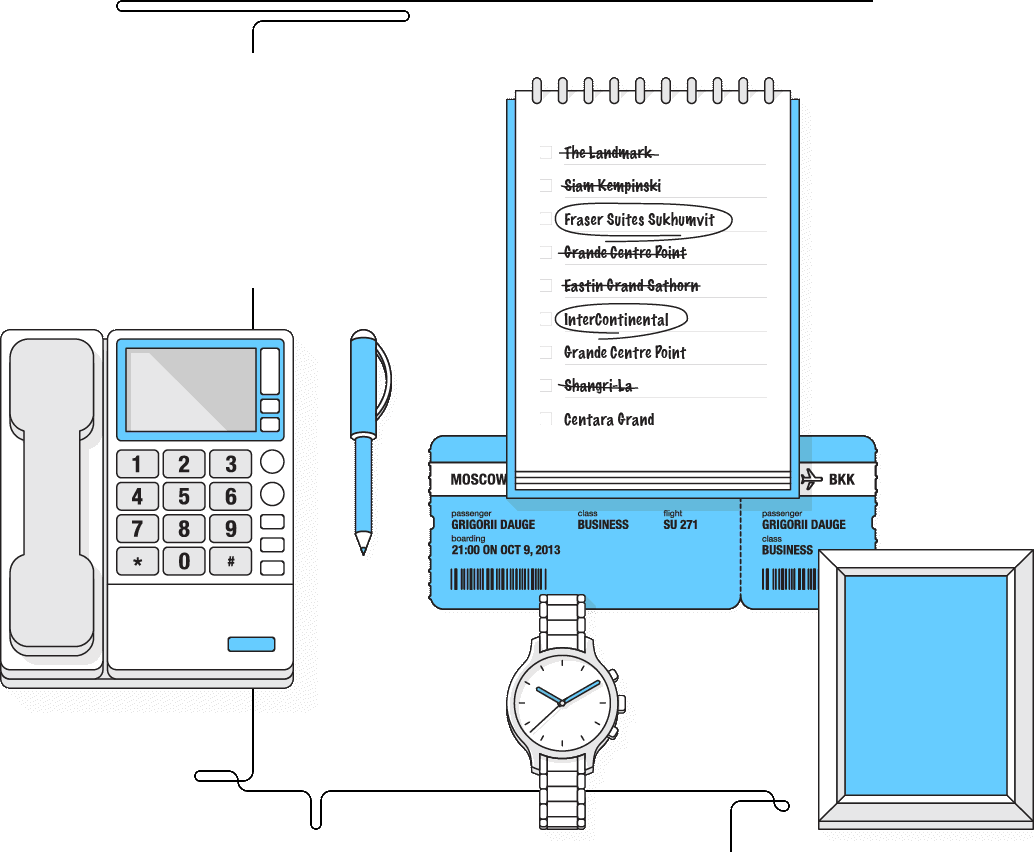 The Landmark
Siam Kempinski
Fraser Suites Sukhumvit
Grande Centre Point
Eastin Grand Sathorn
InterContinental
Grande Centre Point
Shangri-La
Centara Grand
1 2 3
4 5 6
7 8 9
* 0 #
MOSCOW BKK
passenger class flight passenger
GRIGORII DAUGE BUSINESS SU 271 GRIGORII DAUGE
boarding class
21:00 ON OCT 9, 2013 BUSINESS